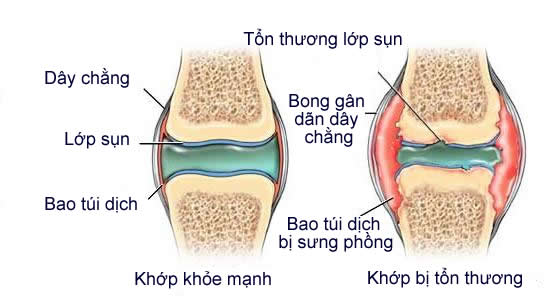 Tổn thương lớp sụn
Dây chằng
Bong gân
dãn dây
chằng
Lớp sụn
Bao túi dịch
Bao túi dịch
bị sưng phồng
Khớp khỏe mạnh
Khớp bị tổn thương